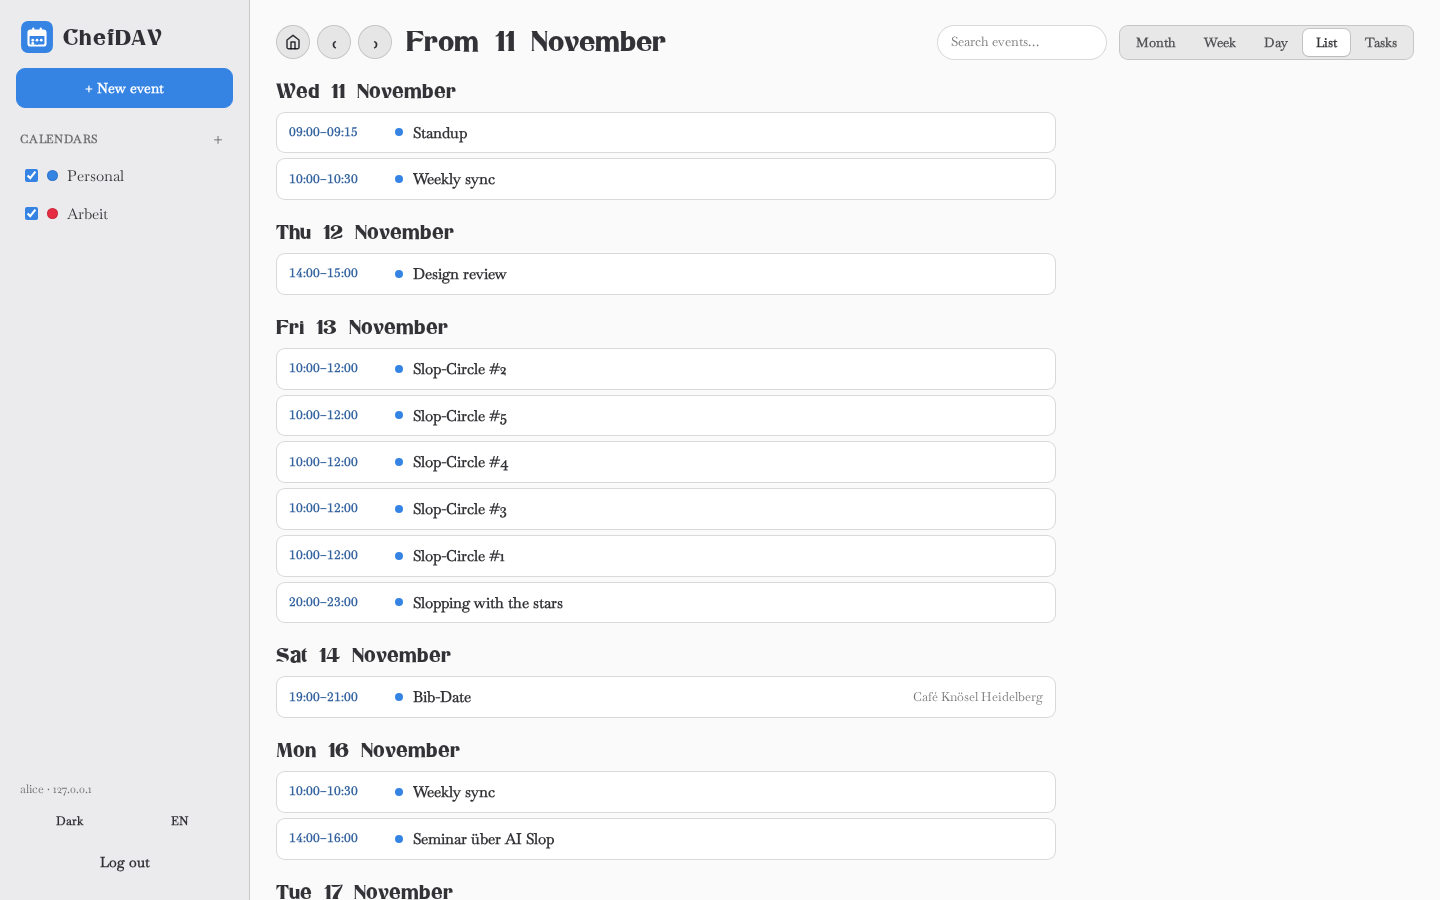 ChefDAV
+ New event
CALENDARS +
Personal
Arbeit
alice · 127.0.0.1
Dark EN
Log out
‹ › From 11 November
Search events...
Month Week Day List Tasks
Wed 11 November
09:00–09:15 Standup
10:00–10:30 Weekly sync
Thu 12 November
14:00–15:00 Design review
Fri 13 November
10:00–12:00 Slop-Circle #2
10:00–12:00 Slop-Circle #5
10:00–12:00 Slop-Circle #4
10:00–12:00 Slop-Circle #3
10:00–12:00 Slop-Circle #1
20:00–23:00 Slopping with the stars
Sat 14 November
19:00–21:00 Bib-Date Café Knösel Heidelberg
Mon 16 November
10:00–10:30 Weekly sync
14:00–16:00 Seminar über AI Slop
Tue 17 November